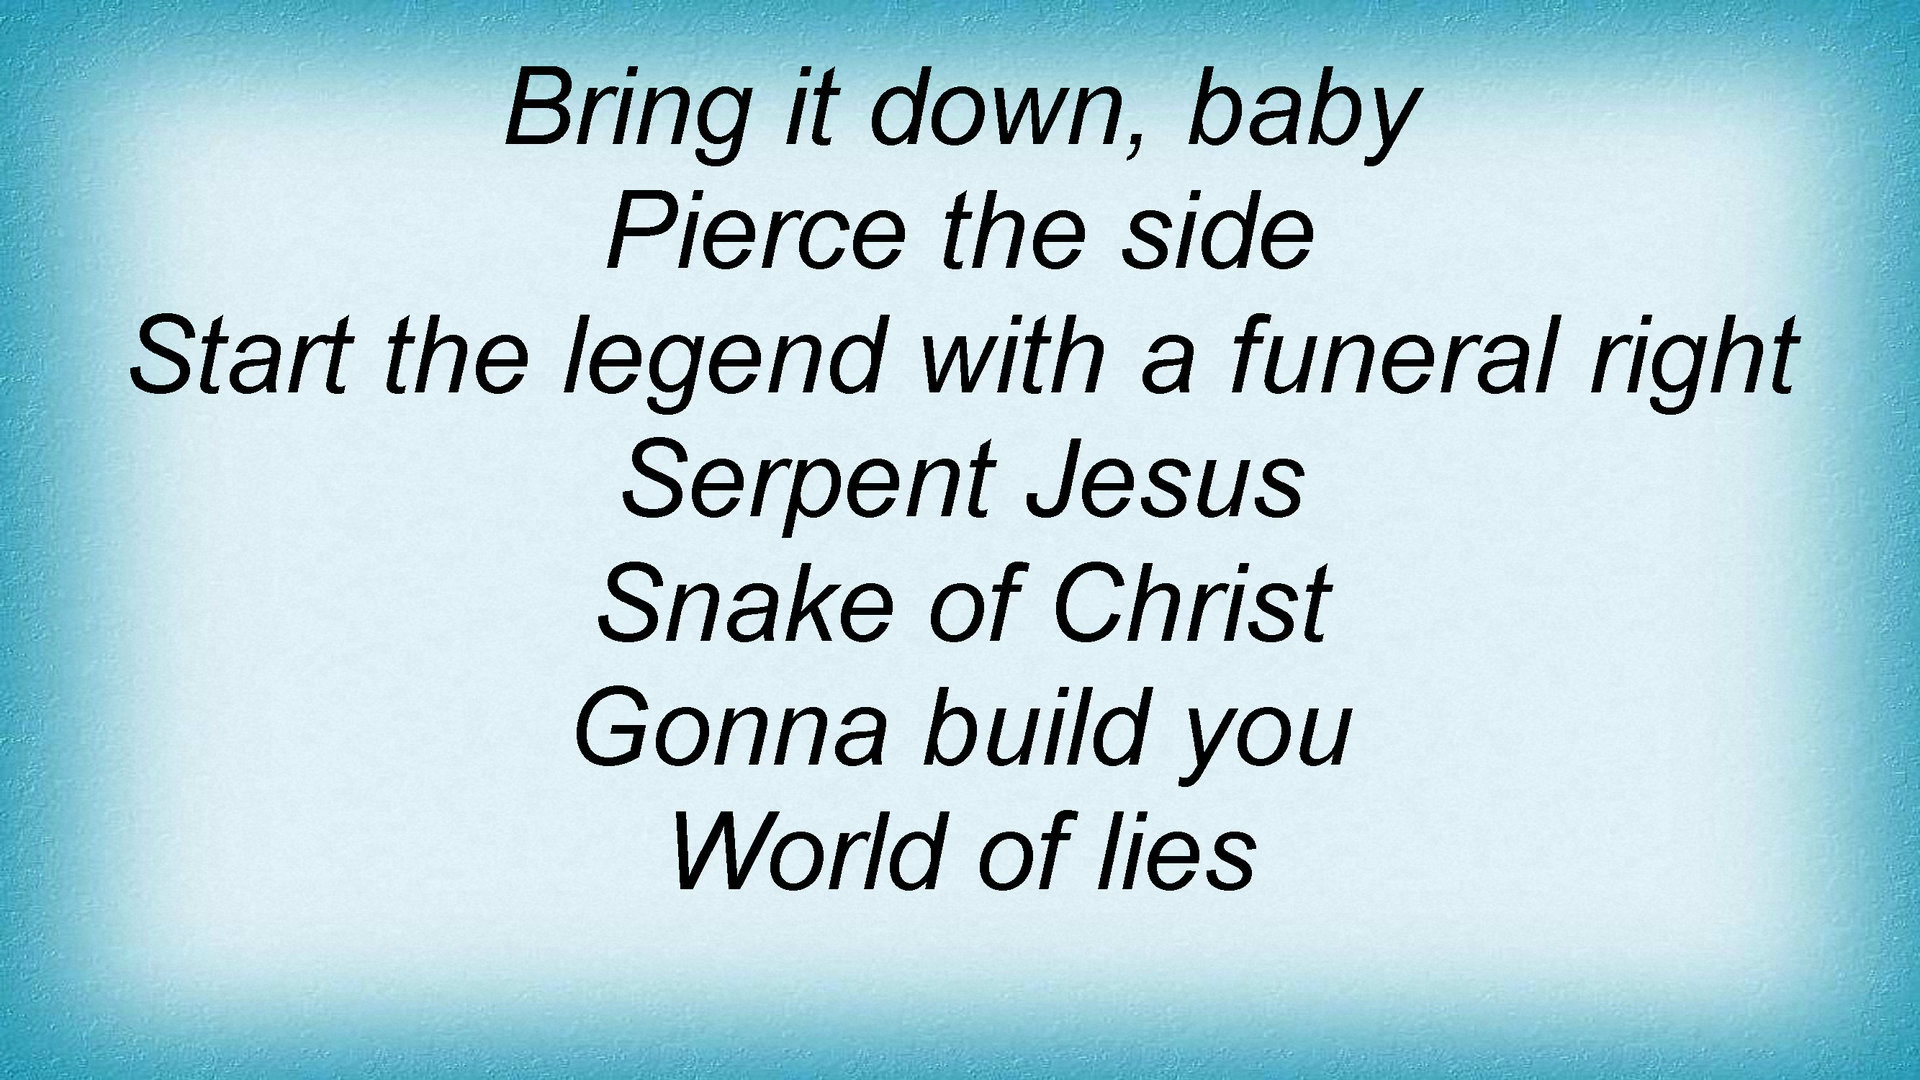 Bring it down, baby
Pierce the side
Start the legend with a funeral right
Serpent Jesus
Snake of Christ
Gonna build you
World of lies